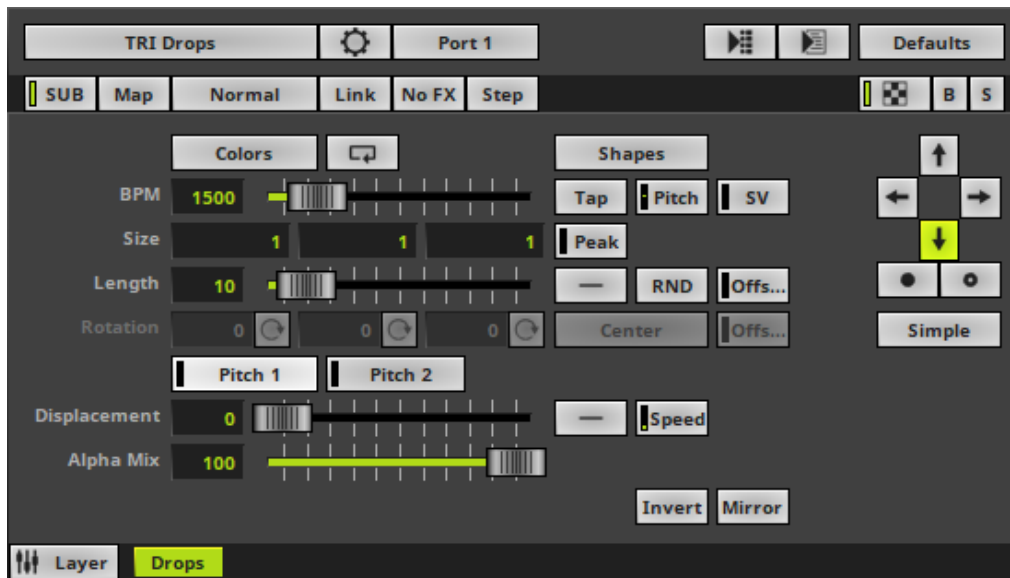 TRI Drops Port 1 Defaults
SUB Map Normal Link No FX Step B S
Colors Shapes
BPM 1500 Tap Pitch SV
Size 1 1 1 Peak
Length 10 RND Offs...
Rotation 0 0 0 Center Offs... Simple
Pitch 1 Pitch 2
Displacement 0 Speed
Alpha Mix 100
Invert Mirror
Layer Drops